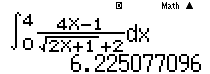 D Math ▲
∫₀⁴ (4X-1)/(√(2X+1)+2) dx
6.225077096